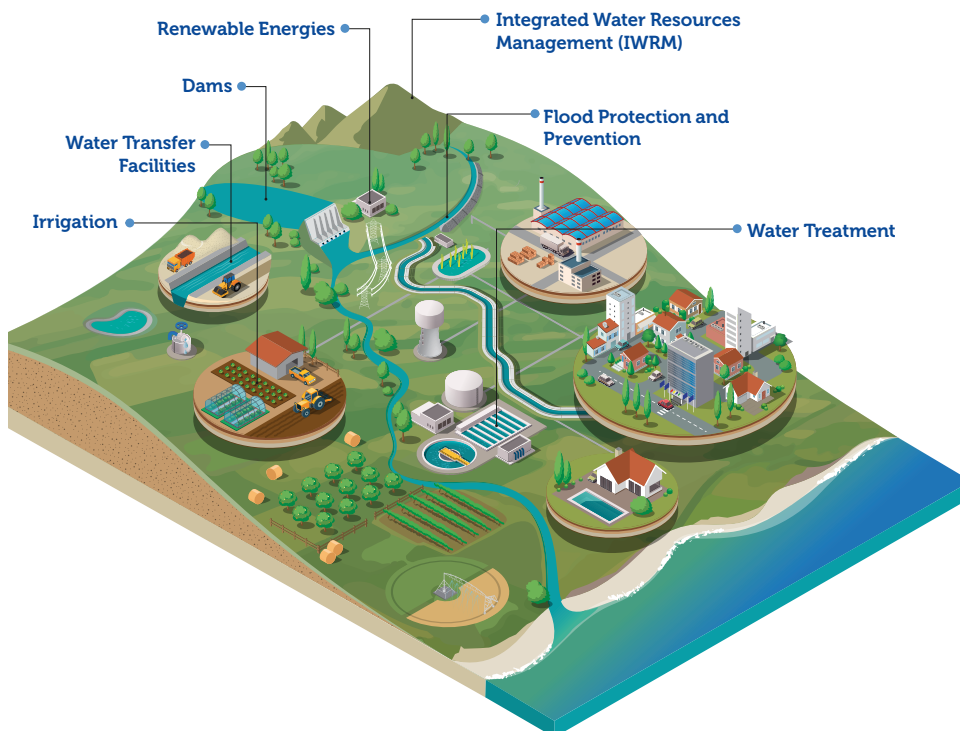 Renewable Energies
Integrated Water Resources
Management (IWRM)
Dams
Flood Protection and
Prevention
Water Transfer
Facilities
Irrigation
Water Treatment